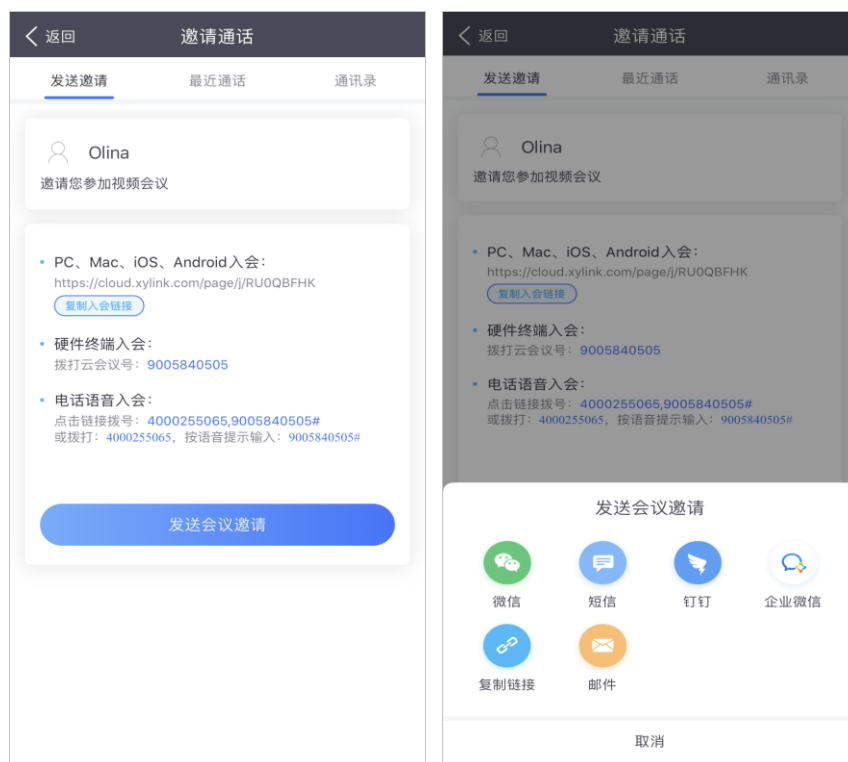 返回
邀请通话
发送邀请
最近通话
通讯录
Olina
邀请您参加视频会议
• PC、Mac、iOS、Android入会：
https://cloud.xylink.com/page/j/RU0QBFHK
复制入会链接
• 硬件终端入会：
拨打云会议号：9005840505
• 电话语音入会：
点击链接拨号：4000255065,9005840505#
或拨打：4000255065，按语音提示输入：9005840505#
发送会议邀请
返回
邀请通话
发送邀请
最近通话
通讯录
Olina
邀请您参加视频会议
• PC、Mac、iOS、Android入会：
https://cloud.xylink.com/page/j/RU0QBFHK
复制入会链接
• 硬件终端入会：
拨打云会议号：9005840505
• 电话语音入会：
点击链接拨号：4000255065,9005840505#
或拨打：4000255065，按语音提示输入：9005840505#
发送会议邀请
微信
短信
钉钉
企业微信
复制链接
邮件
取消